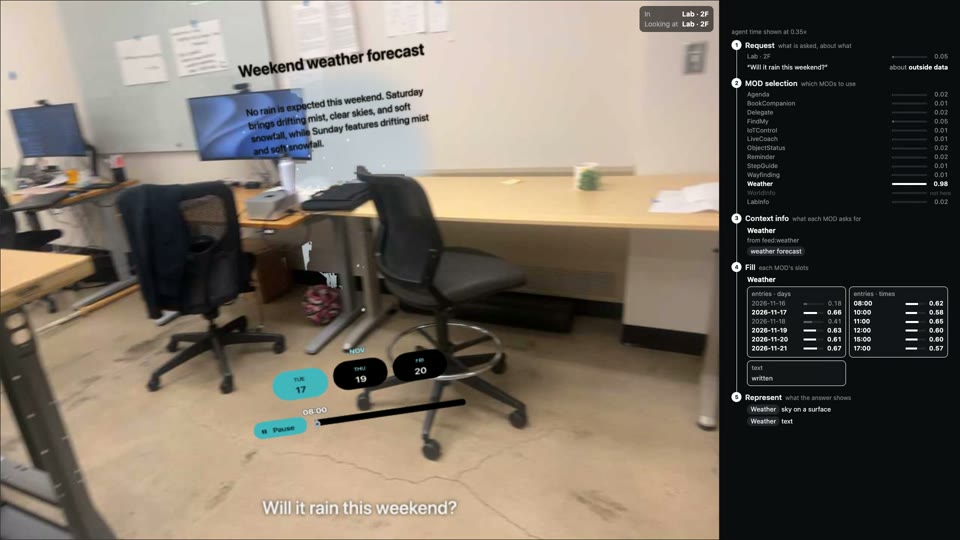 In Lab · 2F
Looking at Lab · 2F
Weekend weather forecast
No rain is expected this weekend. Saturday
brings drifting mist, clear skies, and soft
snowfall, while Sunday features drifting mist
and soft snowfall.
NOV
TUE
17
THU
19
FRI
20
08:00
Pause
Will it rain this weekend?
agent time shown at 0.35×
1 Request what is asked, about what
Lab · 2F 0.05
"Will it rain this weekend?" about outside data
2 MOD selection which MODs to use
Agenda 0.02
BookCompanion 0.01
Delegate 0.02
FindMy 0.05
IoTControl 0.01
LiveCoach 0.01
ObjectStatus 0.02
Reminder 0.02
StepGuide 0.01
Wayfinding 0.01
Weather 0.98
WorldInfo not here
LabInfo 0.02
3 Context info what each MOD asks for
Weather
from feed:weather
weather forecast
4 Fill each MOD's slots
Weather
entries · days
2026-11-16 0.18
2026-11-17 0.66
2026-11-18 0.41
2026-11-19 0.63
2026-11-20 0.61
2026-11-21 0.67
entries · times
08:00 0.62
10:00 0.58
11:00 0.65
12:00 0.60
15:00 0.60
17:00 0.57
text
written
5 Represent what the answer shows
Weather sky on a surface
Weather text